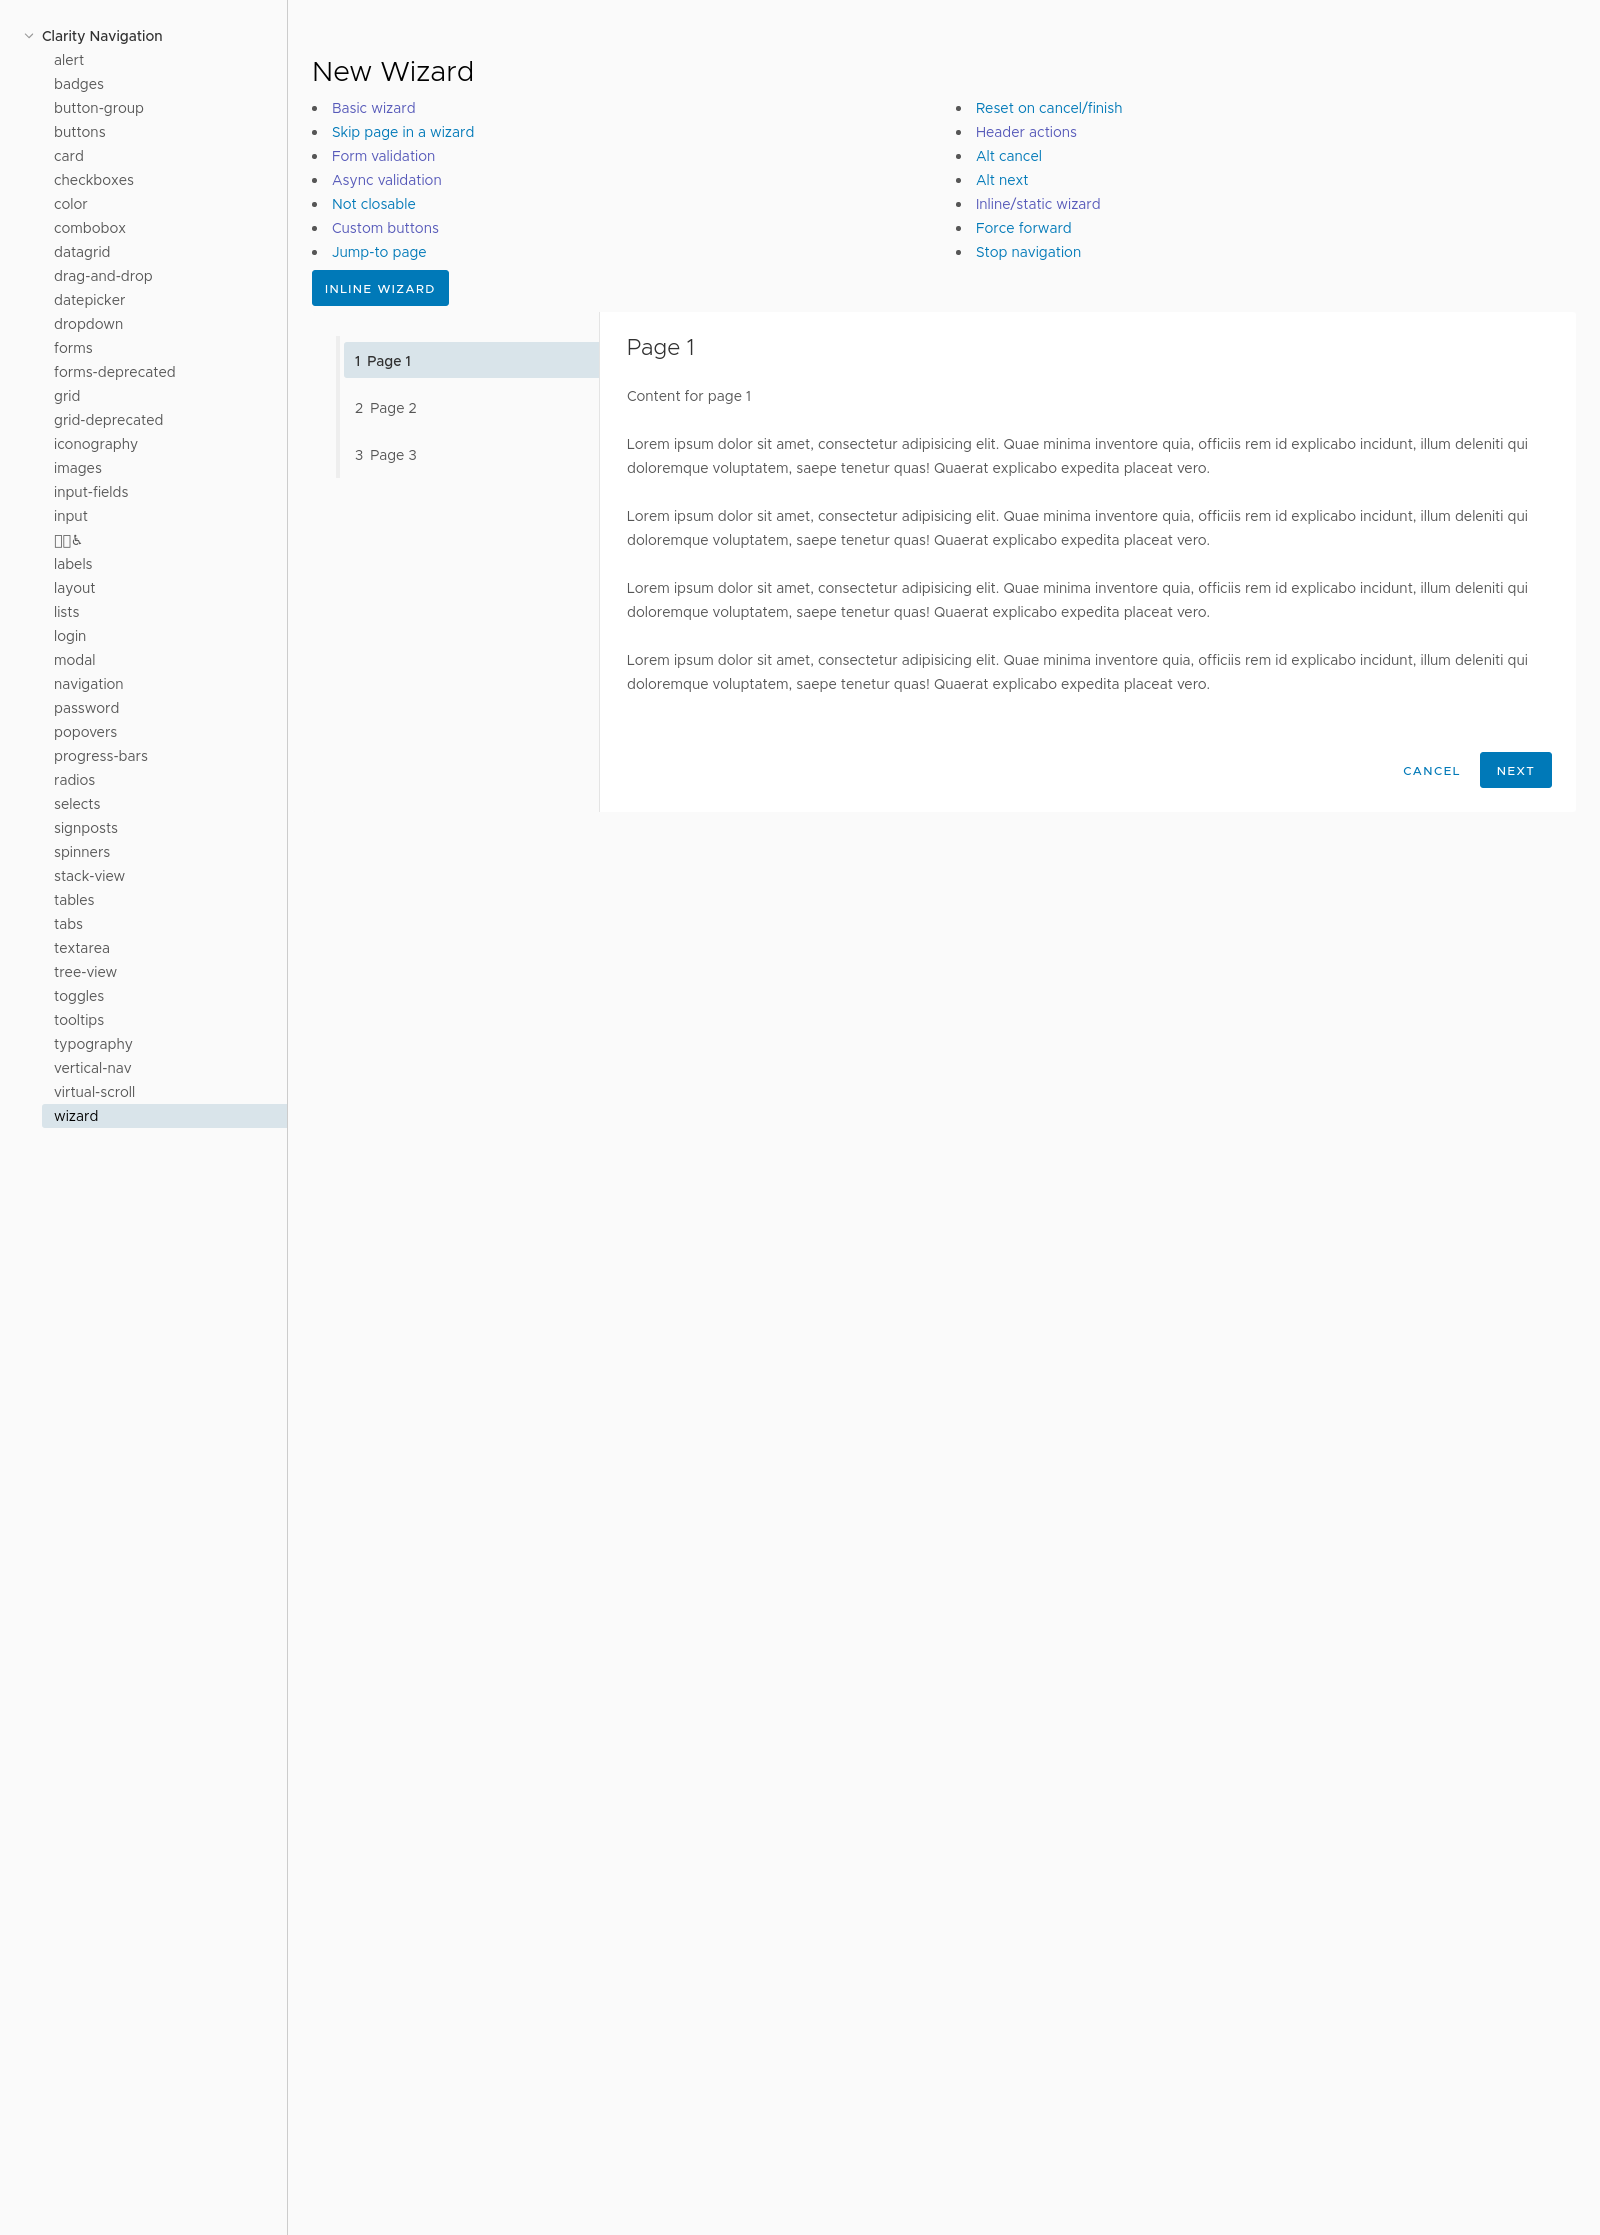 Clarity Navigation
alert
badges
button-group
buttons
card
checkboxes
color
combobox
datagrid
drag-and-drop
datepicker
dropdown
forms
forms-deprecated
grid
grid-deprecated
iconography
images
input-fields
input
♿
labels
layout
lists
login
modal
navigation
password
popovers
progress-bars
radios
selects
signposts
spinners
stack-view
tables
tabs
textarea
tree-view
toggles
tooltips
typography
vertical-nav
virtual-scroll
wizard
New Wizard
Basic wizard
Skip page in a wizard
Form validation
Async validation
Not closable
Custom buttons
Jump-to page
Reset on cancel/finish
Header actions
Alt cancel
Alt next
Inline/static wizard
Force forward
Stop navigation
INLINE WIZARD
1 Page 1
2 Page 2
3 Page 3
Page 1
Content for page 1
Lorem ipsum dolor sit amet, consectetur adipisicing elit. Quae minima inventore quia, officiis rem id explicabo incidunt, illum deleniti qui
doloremque voluptatem, saepe tenetur quas! Quaerat explicabo expedita placeat vero.
Lorem ipsum dolor sit amet, consectetur adipisicing elit. Quae minima inventore quia, officiis rem id explicabo incidunt, illum deleniti qui
doloremque voluptatem, saepe tenetur quas! Quaerat explicabo expedita placeat vero.
Lorem ipsum dolor sit amet, consectetur adipisicing elit. Quae minima inventore quia, officiis rem id explicabo incidunt, illum deleniti qui
doloremque voluptatem, saepe tenetur quas! Quaerat explicabo expedita placeat vero.
Lorem ipsum dolor sit amet, consectetur adipisicing elit. Quae minima inventore quia, officiis rem id explicabo incidunt, illum deleniti qui
doloremque voluptatem, saepe tenetur quas! Quaerat explicabo expedita placeat vero.
CANCEL
NEXT